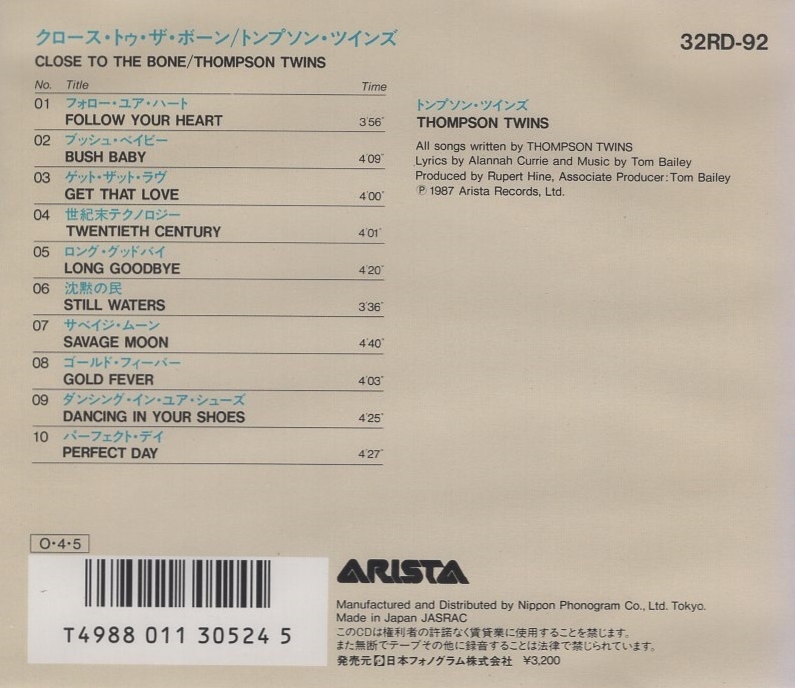 クロース・トゥ・ザ・ボーン/トンプソン・ツインズ
CLOSE TO THE BONE/THOMPSON TWINS
32RD-92
No. Title Time
01 フォロー・ユア・ハート
FOLLOW YOUR HEART 3'56"
02 ブッシュ・ベイビー
BUSH BABY 4'09"
03 ゲット・ザット・ラヴ
GET THAT LOVE 4'00"
04 世紀末テクノロジー
TWENTIETH CENTURY 4'01"
05 ロング・グッドバイ
LONG GOODBYE 4'20"
06 沈黙の民
STILL WATERS 3'36"
07 サベイジ・ムーン
SAVAGE MOON 4'40"
08 ゴールド・フィーバー
GOLD FEVER 4'03"
09 ダンシング・イン・ユア・シューズ
DANCING IN YOUR SHOES 4'25"
10 パーフェクト・デイ
PERFECT DAY 4'27"
トンプソン・ツインズ
THOMPSON TWINS
All songs written by THOMPSON TWINS
Lyrics by Alannah Currie and Music by Tom Bailey
Produced by Rupert Hine, Associate Producer: Tom Bailey
Ⓟ 1987 Arista Records, Ltd.
O・4・5
T4988 011 30524 5
ARISTA
Manufactured and Distributed by Nippon Phonogram Co., Ltd. Tokyo.
Made in Japan JASRAC
このCDは権利者の許諾なく賃貸業に使用することを禁じます。
また無断でテープその他に録音することは法律で禁じられています。
発売元 日本フォノグラム株式会社 ¥3,200